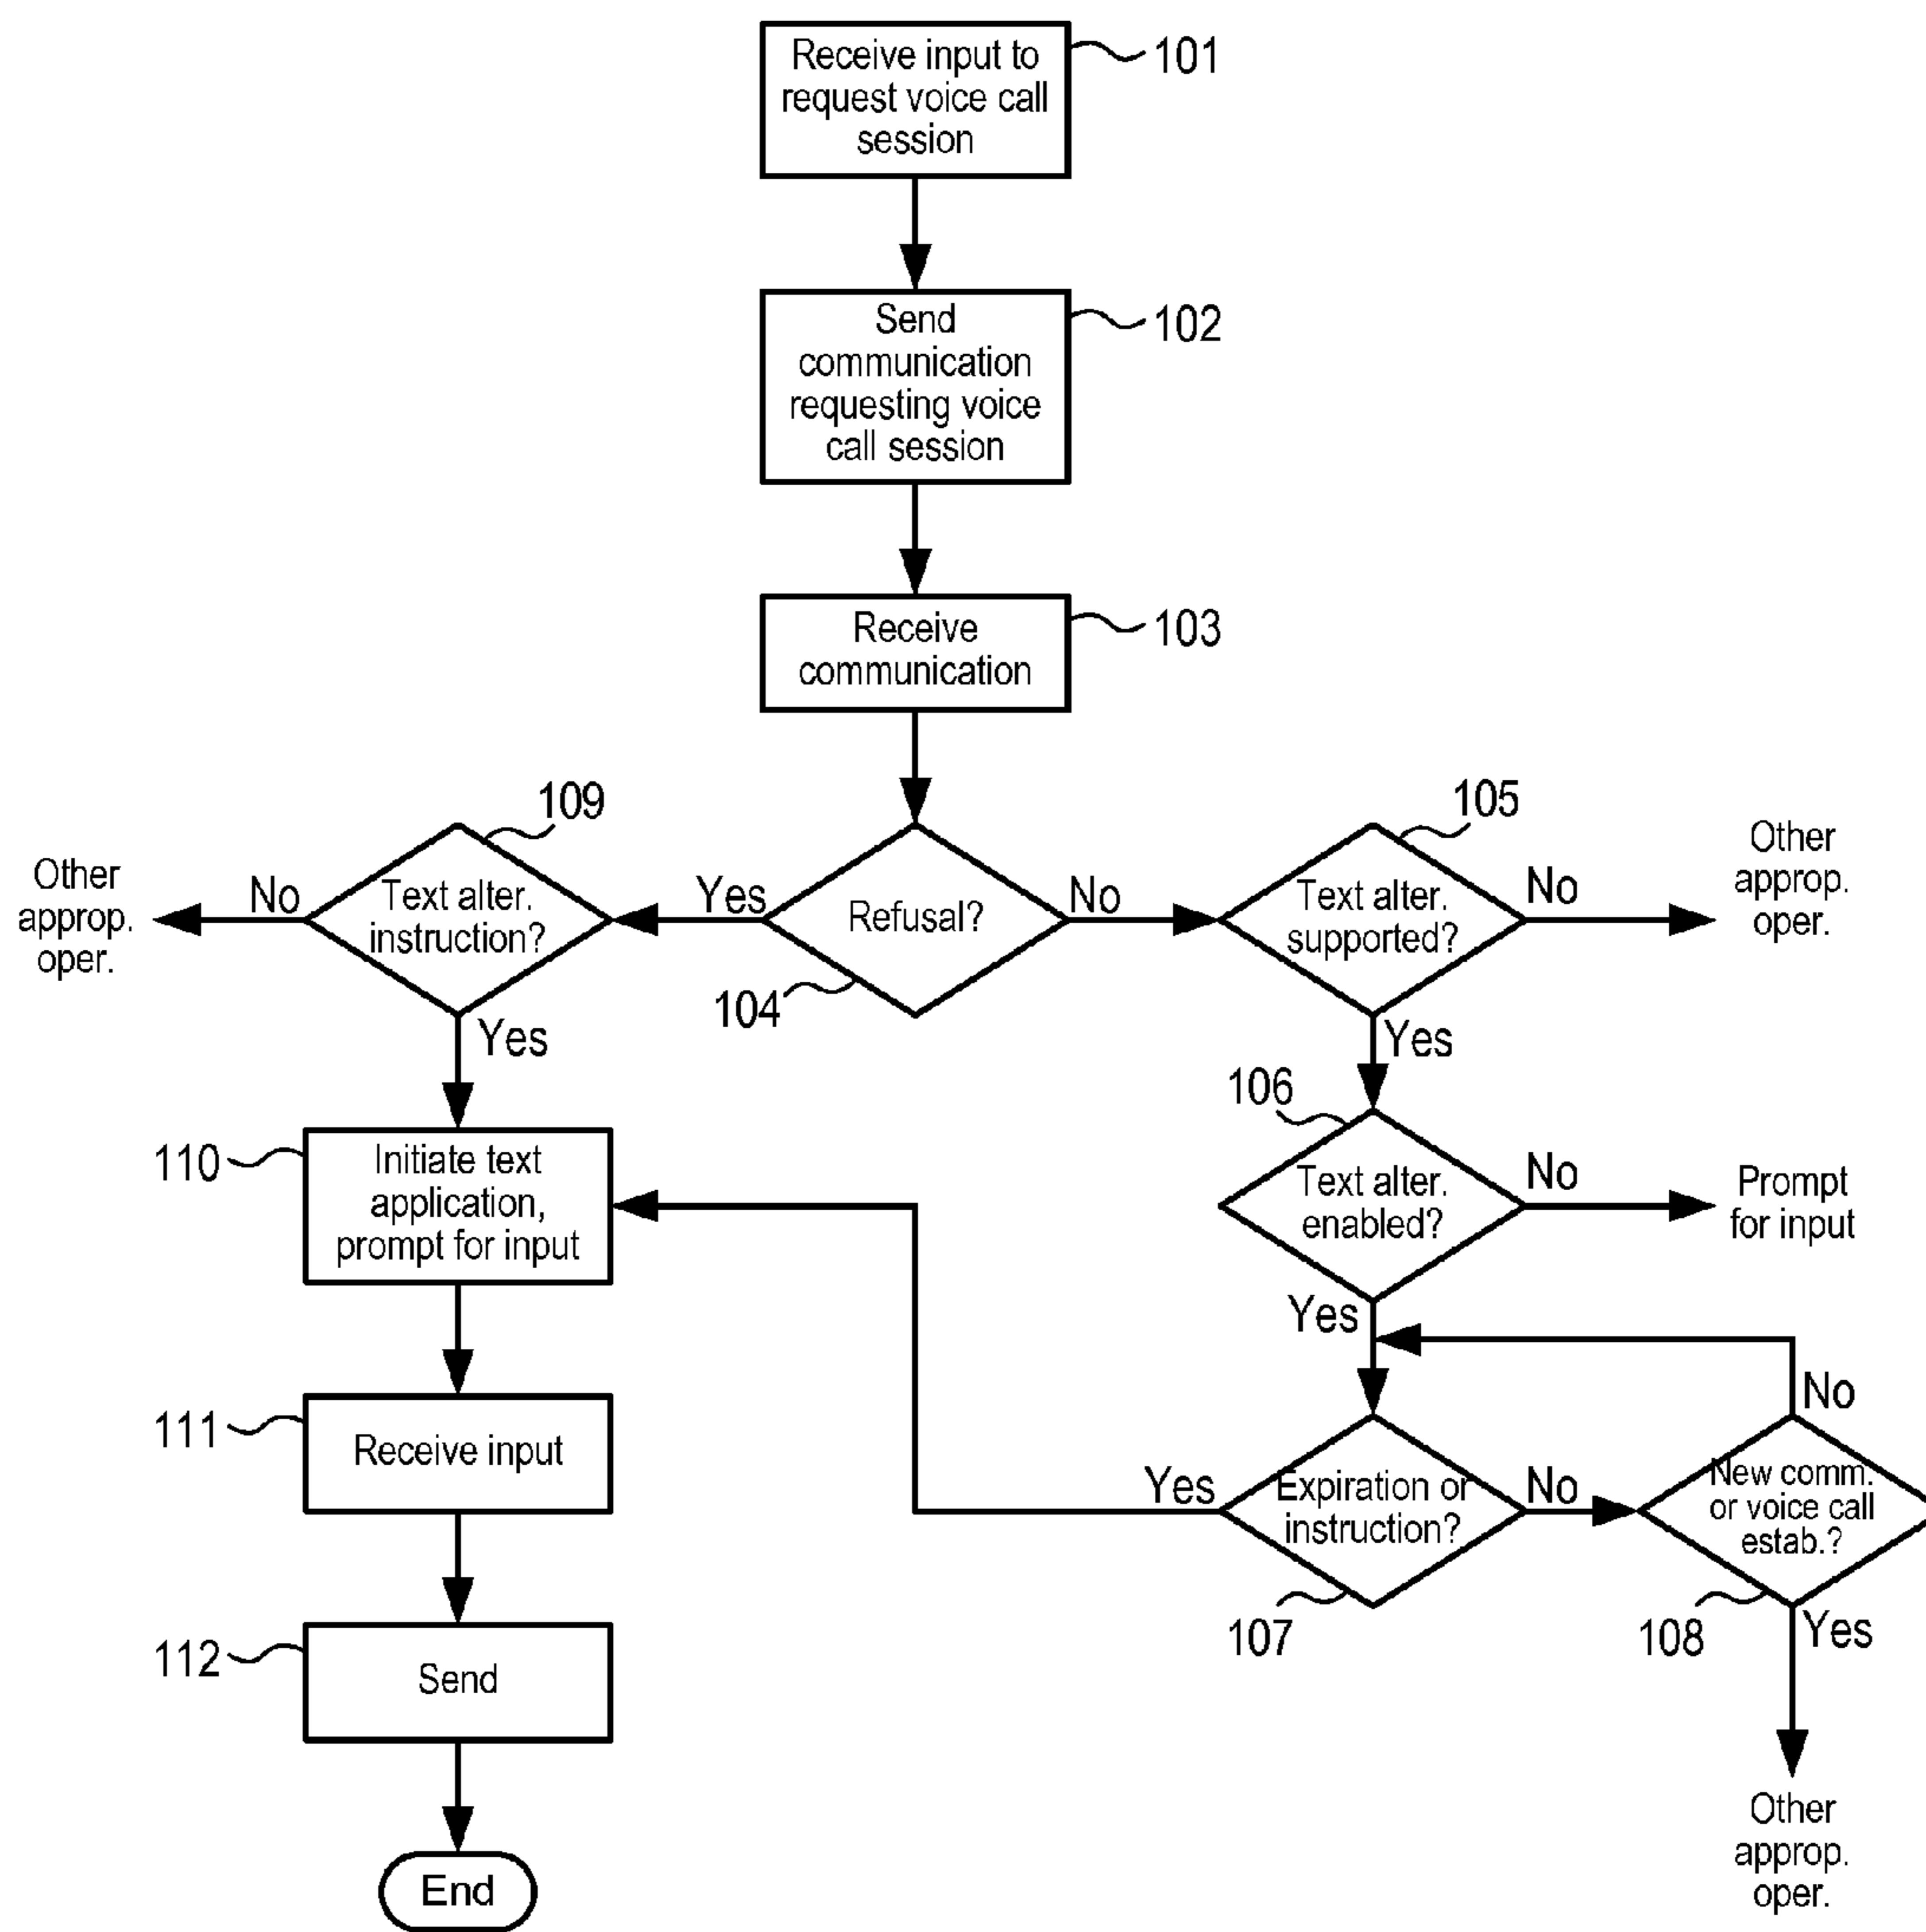 Receive input to
request voice call
session
101
Send
communication
requesting voice
call session
102
Receive
communication
103
109
105
Other
approp.
oper.
No
Text alter.
instruction?
Yes
Refusal?
No
Text alter.
supported?
No
Other
approp.
oper.
104
Yes
Yes
106
110
Initiate text
application,
prompt for input
Text alter.
enabled?
No
Prompt
for input
Yes
No
111
Receive input
Yes
Expiration or
instruction?
No
New comm.
or voice call
estab.?
107
108
Yes
112
Send
Other
approp.
oper.
End